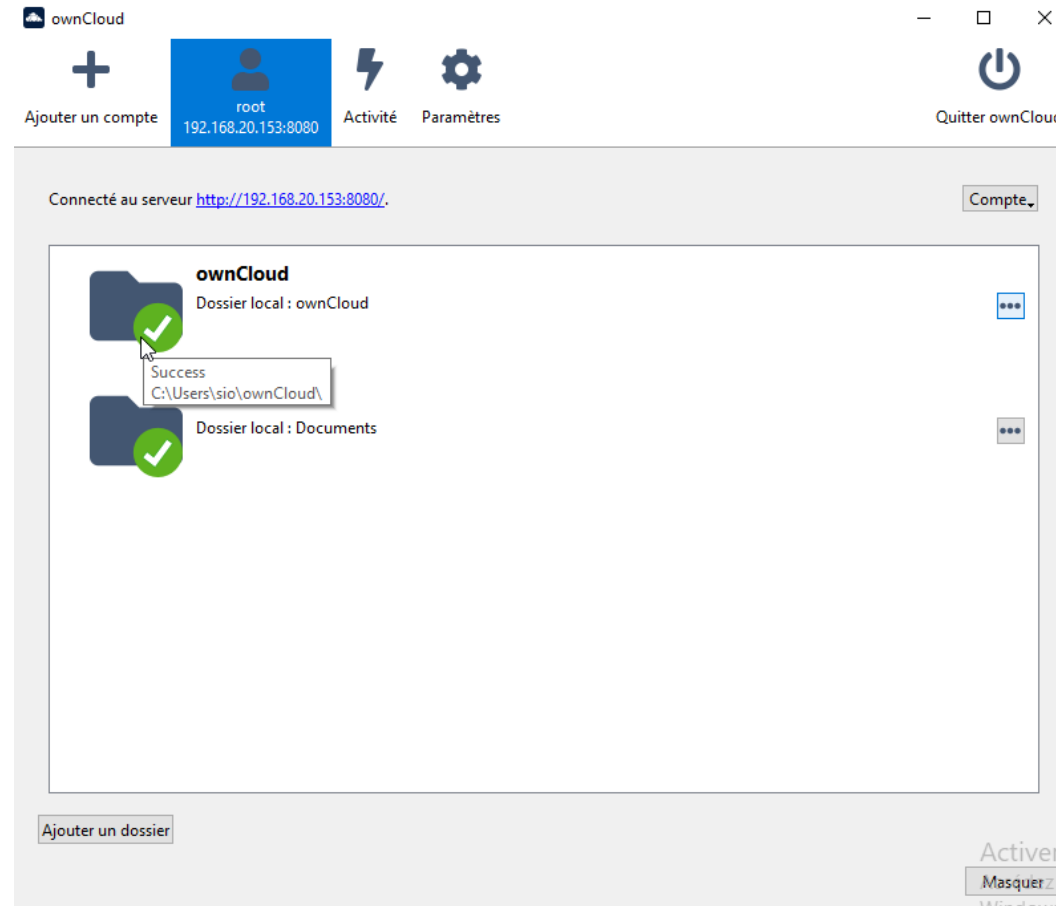 ownCloud
Ajouter un compte
root
192.168.20.153:8080
Activité
Paramètres
Quitter ownCloud
Connecté au serveur http://192.168.20.153:8080/.
Compte
ownCloud
Dossier local : ownCloud
Success
C:\Users\sio\ownCloud\
Dossier local : Documents
Ajouter un dossier
Activer
Masquer